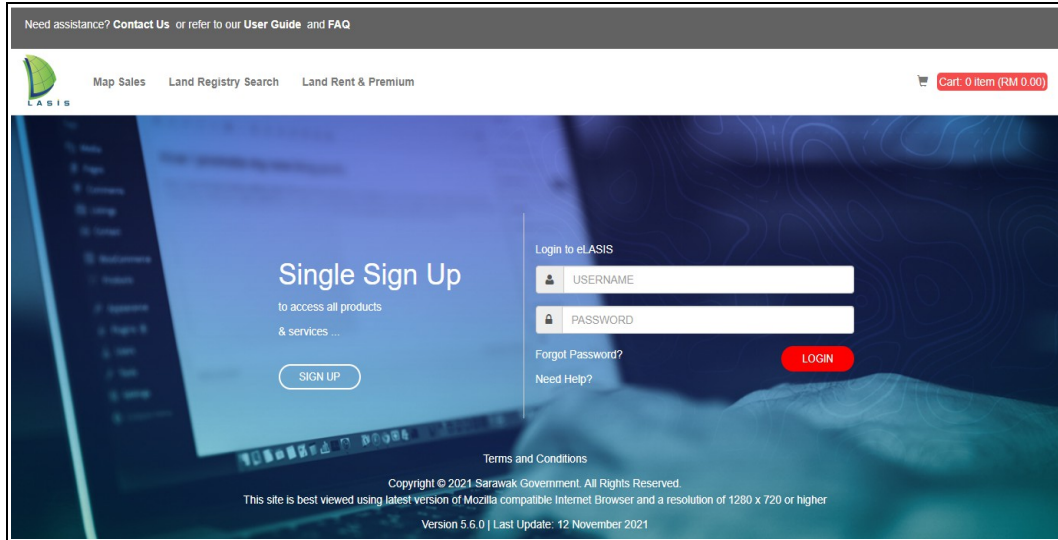 Need assistance? Contact Us or refer to our User Guide and FAQ
LASIS
Map Sales
Land Registry Search
Land Rent & Premium
Cart: 0 item (RM 0.00)
Single Sign Up
to access all products
& services ...
SIGN UP
Login to eLASIS
USERNAME
PASSWORD
Forgot Password?
LOGIN
Need Help?
Terms and Conditions
Copyright © 2021 Sarawak Government. All Rights Reserved.
This site is best viewed using latest version of Mozilla compatible Internet Browser and a resolution of 1280 x 720 or higher
Version 5.6.0 | Last Update: 12 November 2021